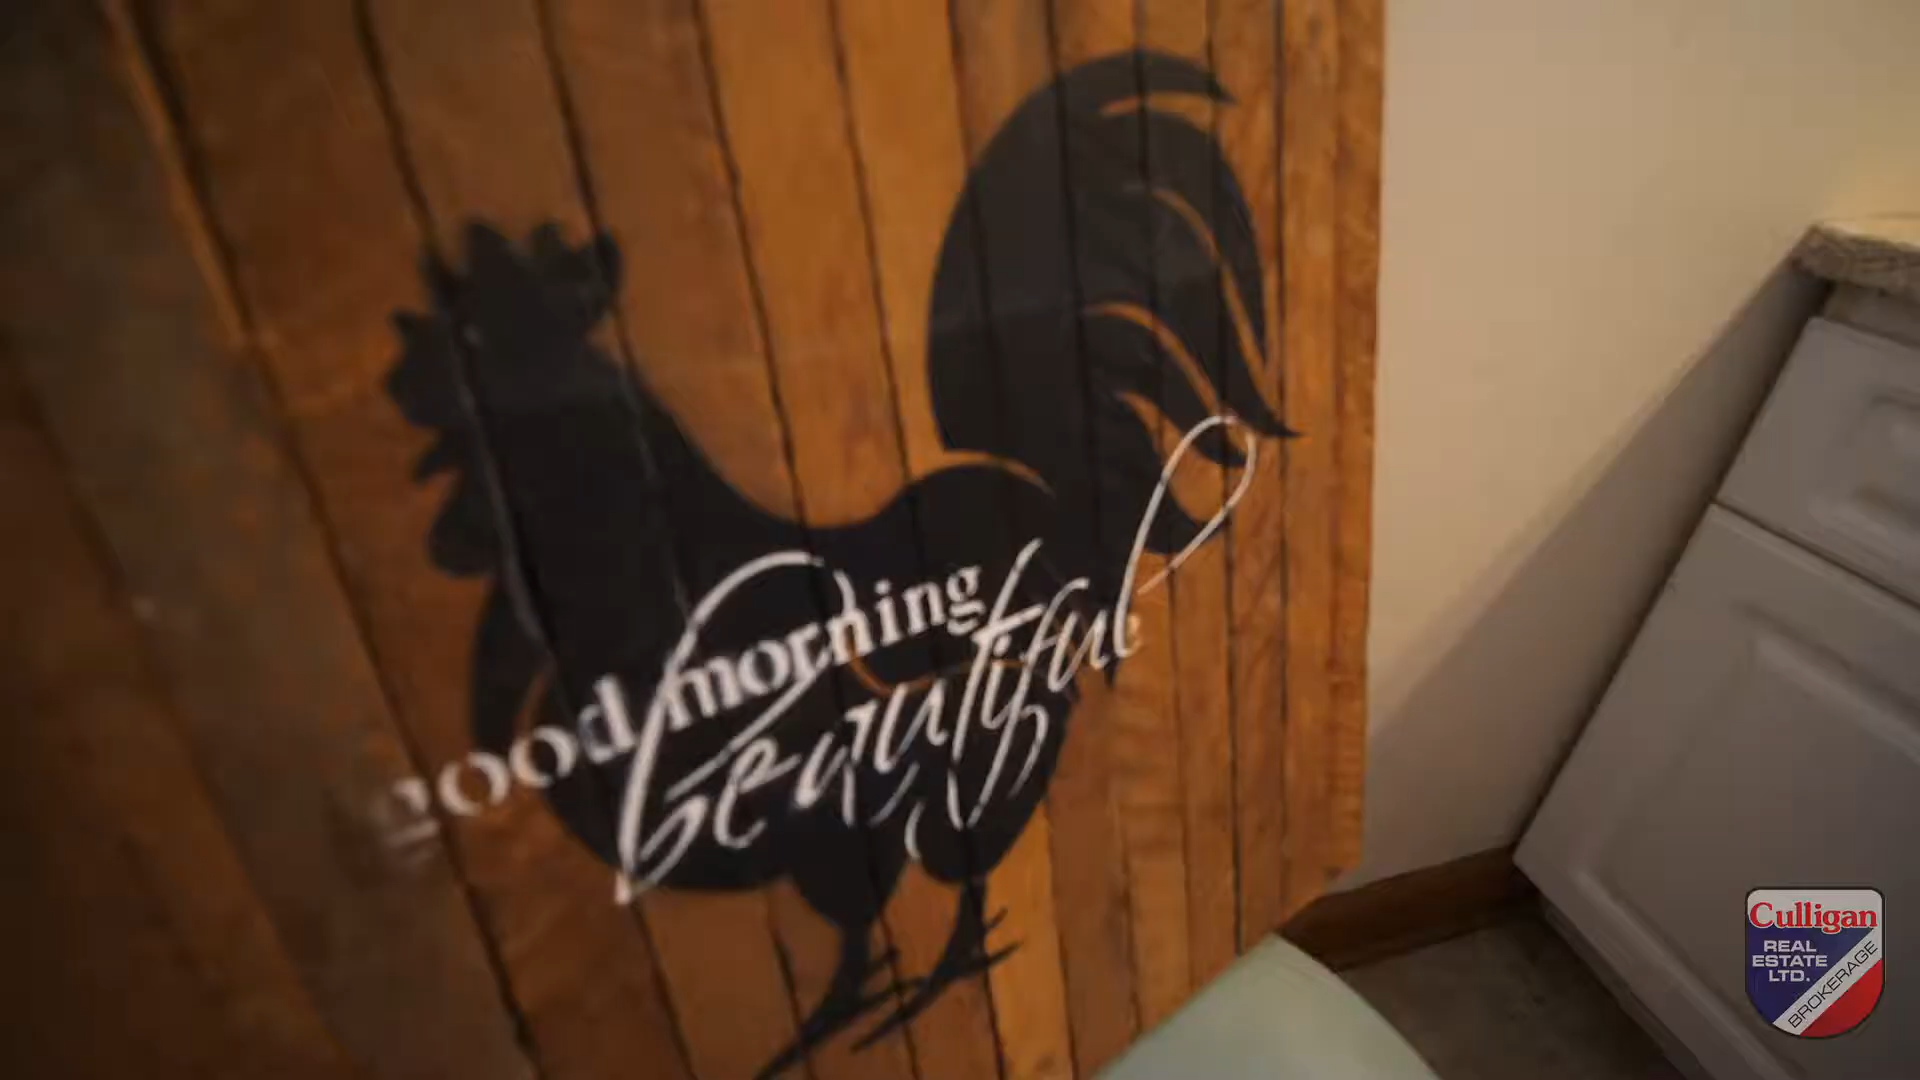 good morning
beautiful
Culligan
REAL
ESTATE
LTD.
BROKERAGE